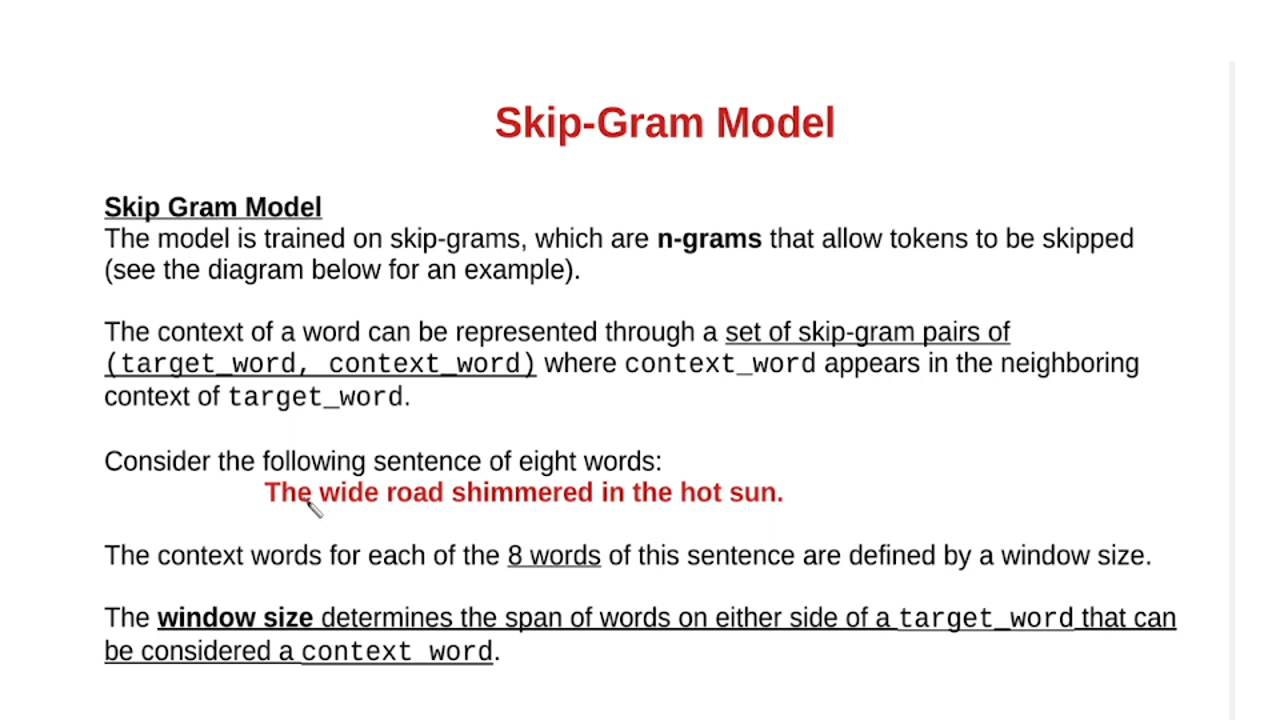 Skip-Gram Model
Skip Gram Model
The model is trained on skip-grams, which are n-grams that allow tokens to be skipped
(see the diagram below for an example).
The context of a word can be represented through a set of skip-gram pairs of
(target_word, context_word) where context_word appears in the neighboring
context of target_word.
Consider the following sentence of eight words:
The wide road shimmered in the hot sun.
The context words for each of the 8 words of this sentence are defined by a window size.
The window size determines the span of words on either side of a target_word that can
be considered a context word.